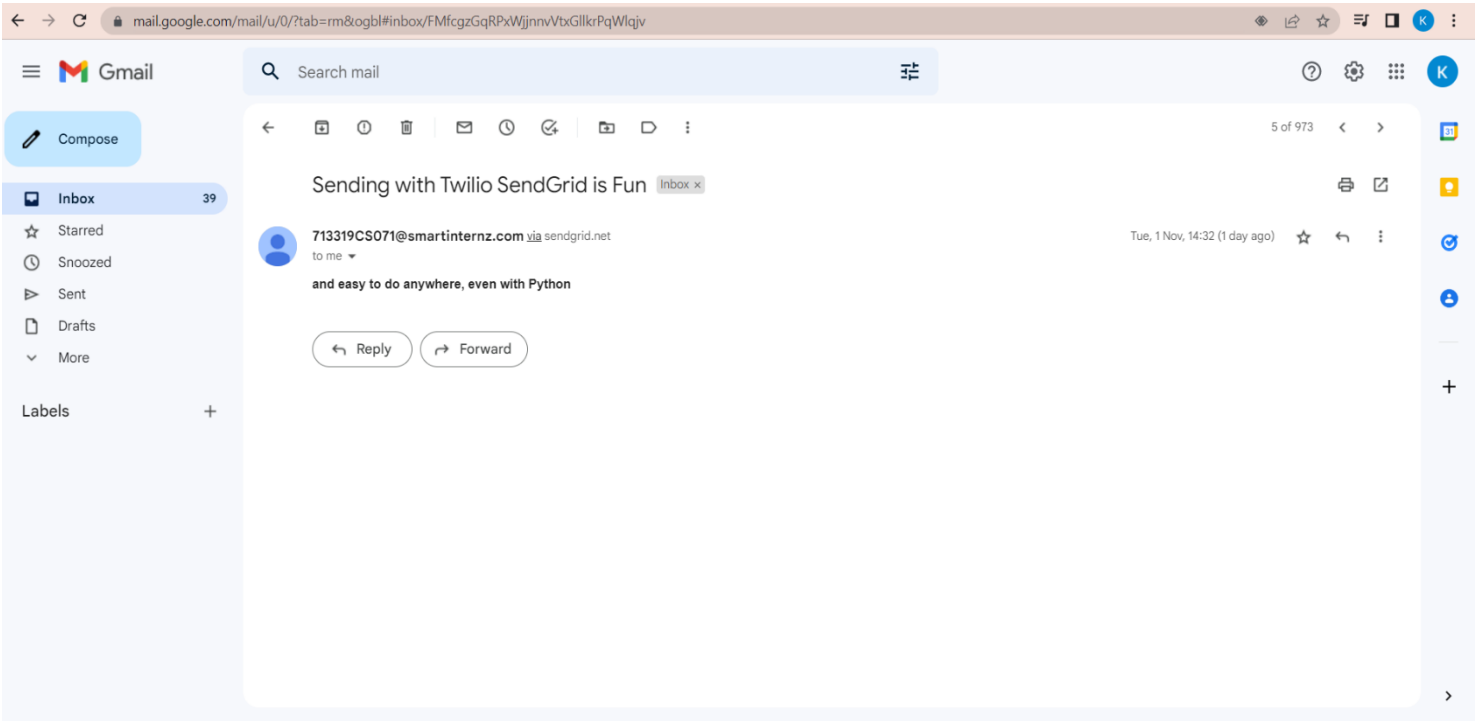 mail.google.com/mail/u/0/?tab=rm&ogbl#inbox/FMfcgzGqRPxWjjnnvVtxGllkrPqWlqjv
K
Gmail
Search mail
K
Compose
5 of 973
31
Sending with Twilio SendGrid is Fun Inbox ×
Inbox 39
Starred
Snoozed
Sent
Drafts
More
Labels
713319CS071@smartinternz.com via sendgrid.net
Tue, 1 Nov, 14:32 (1 day ago)
to me
and easy to do anywhere, even with Python
Reply
Forward